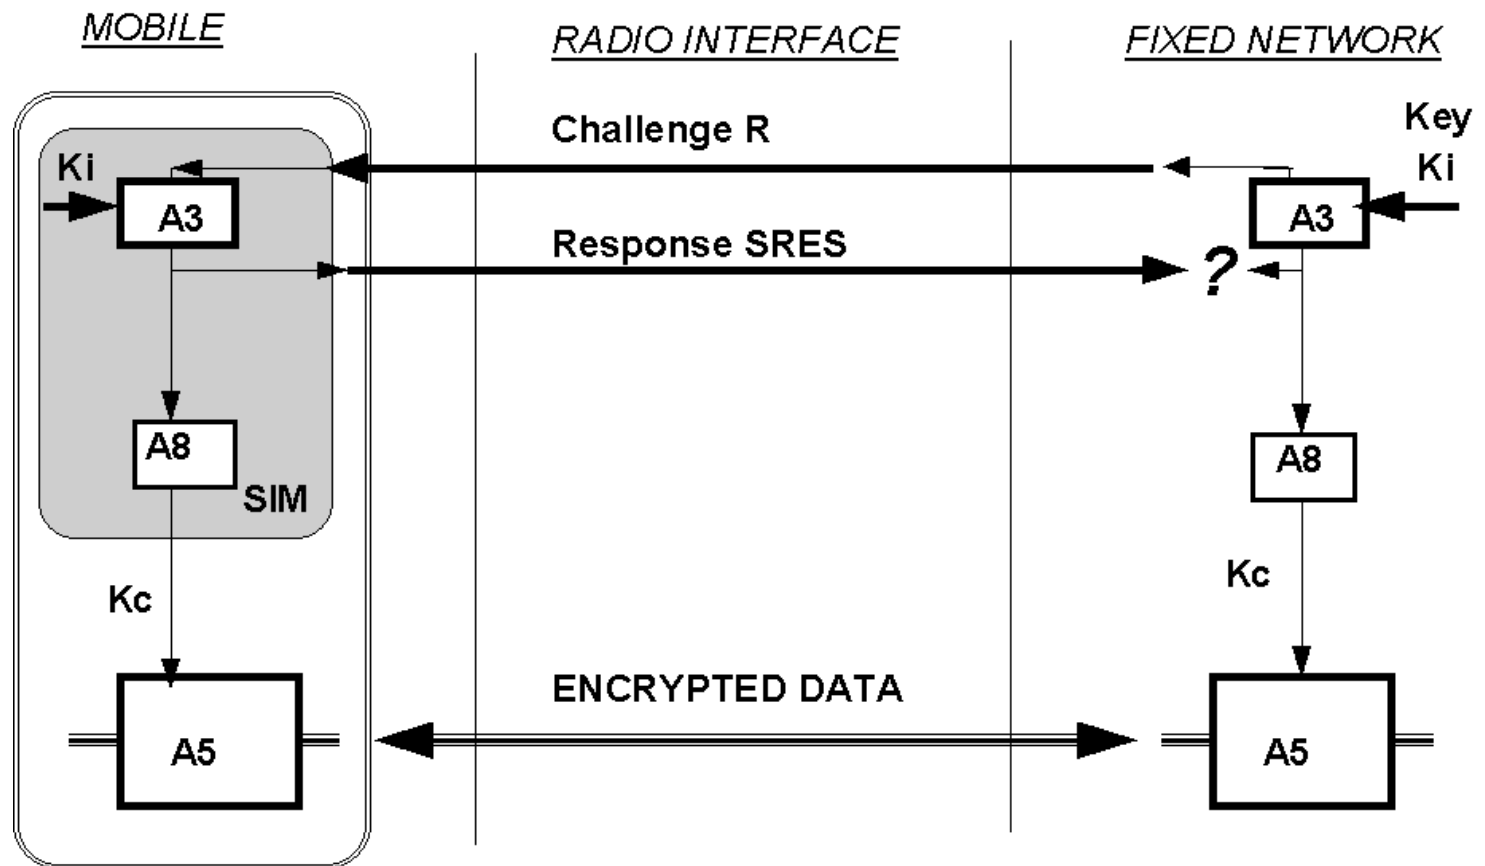 MOBILE
RADIO INTERFACE
FIXED NETWORK
Challenge R
Key
Ki
Ki
A3
A3
Response SRES
?
A8
SIM
A8
Kc
Kc
ENCRYPTED DATA
A5
A5